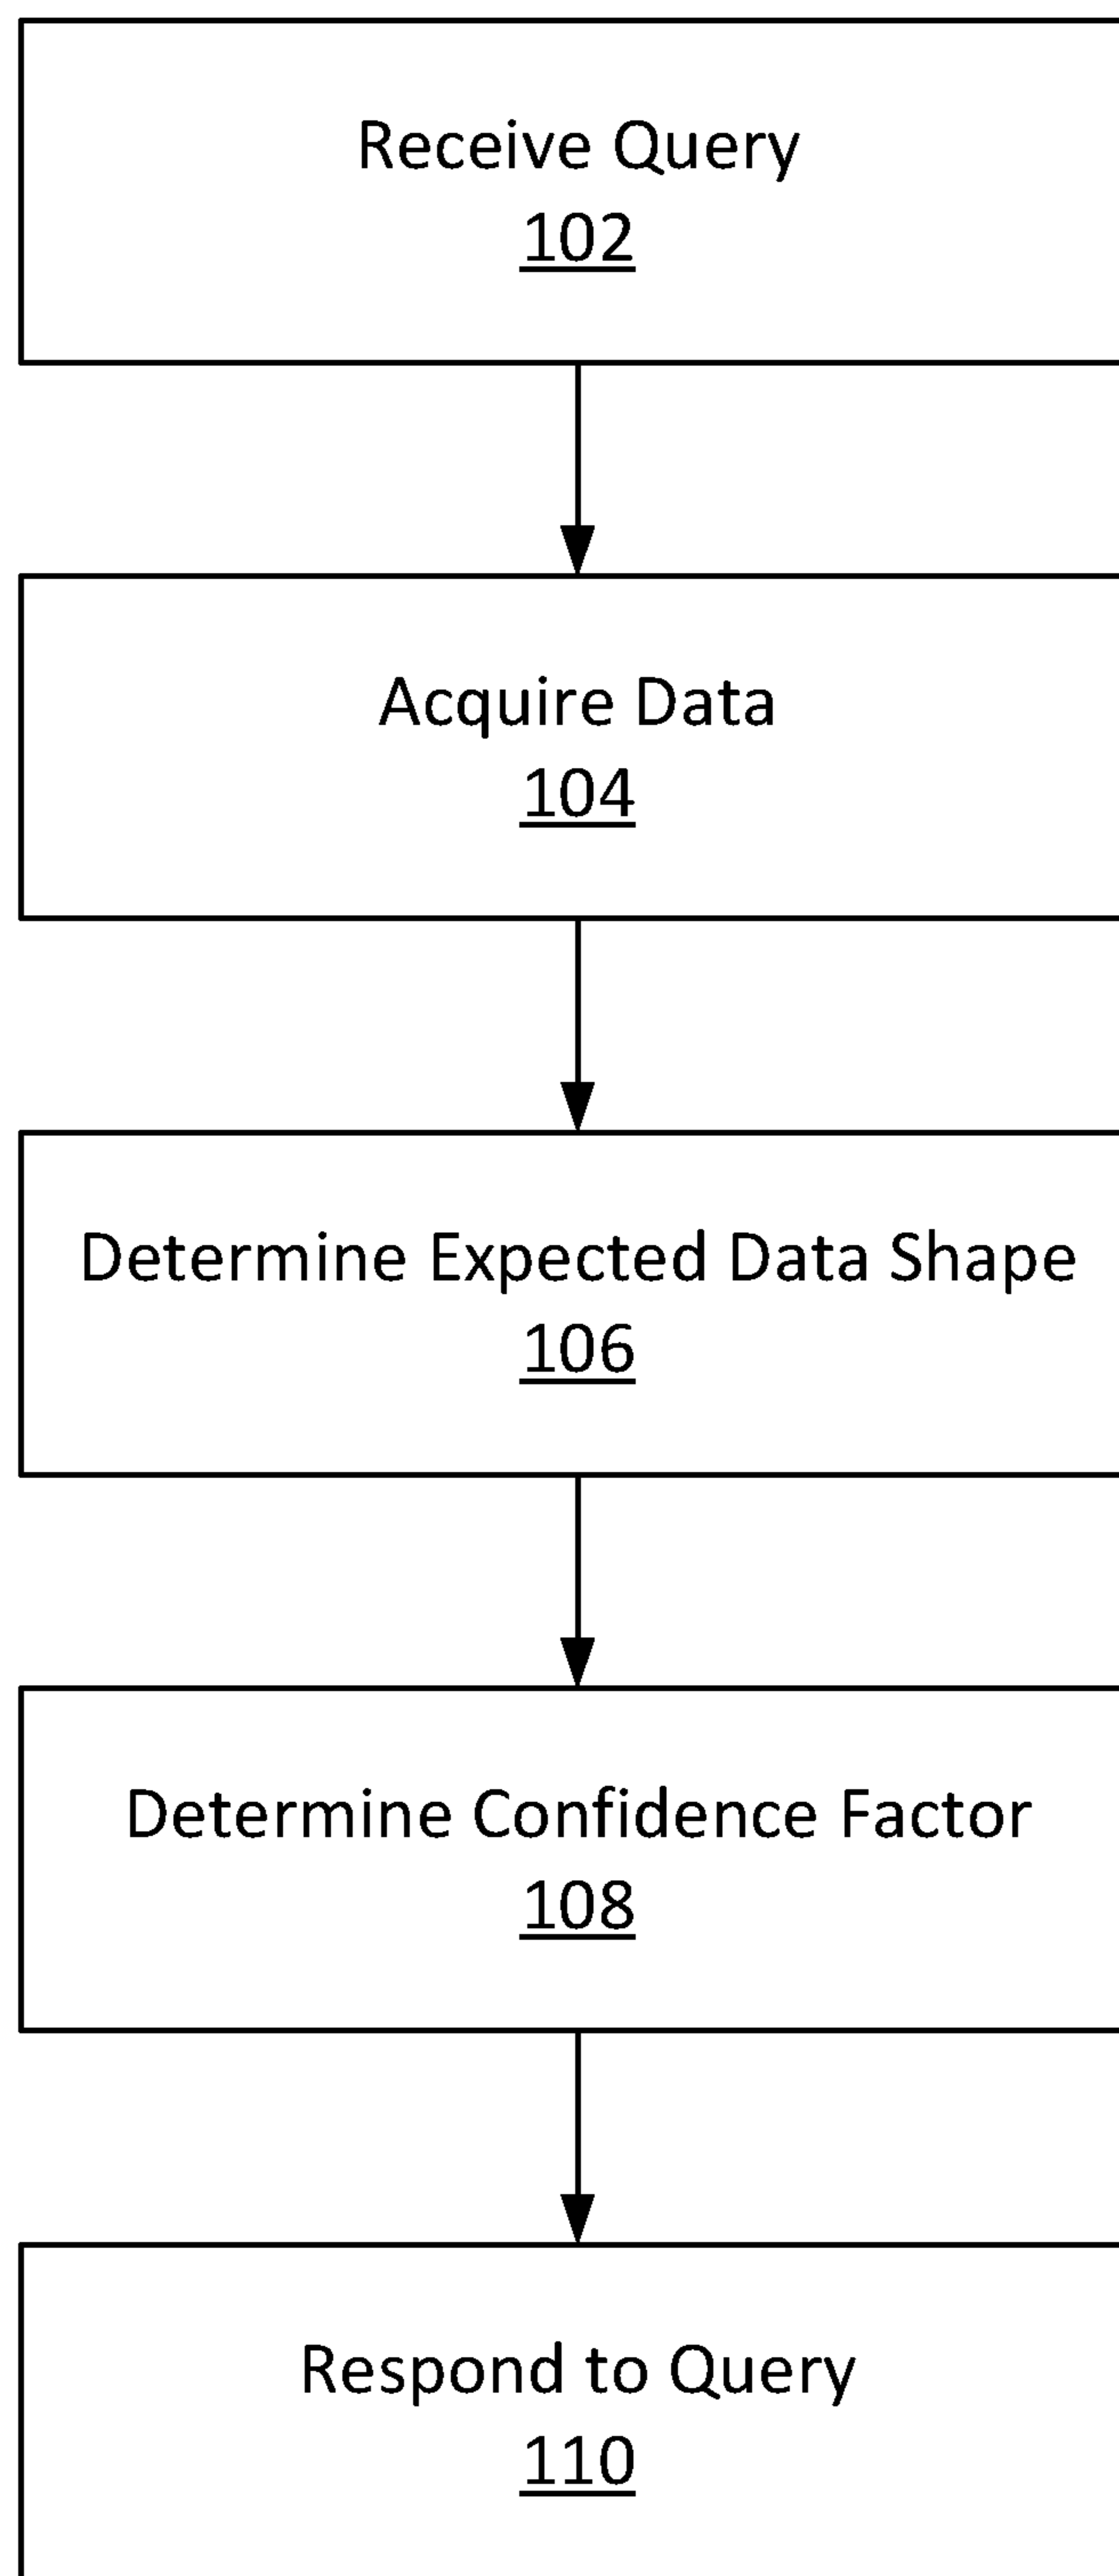 Receive Query
102
Acquire Data
104
Determine Expected Data Shape
106
Determine Confidence Factor
108
Respond to Query
110